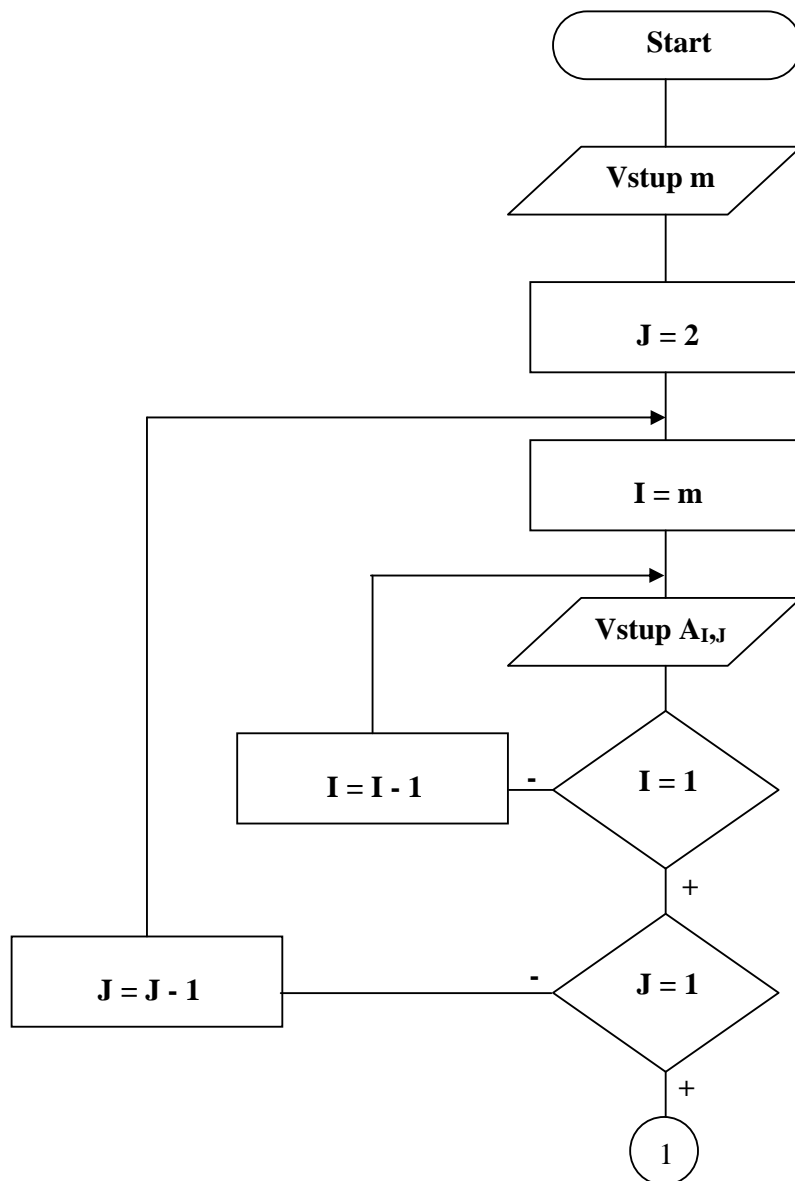 Start
Vstup m
J = 2
I = m
Vstup A_{I,J}
I = I - 1
-
I = 1
+
J = J - 1
-
J = 1
+
1